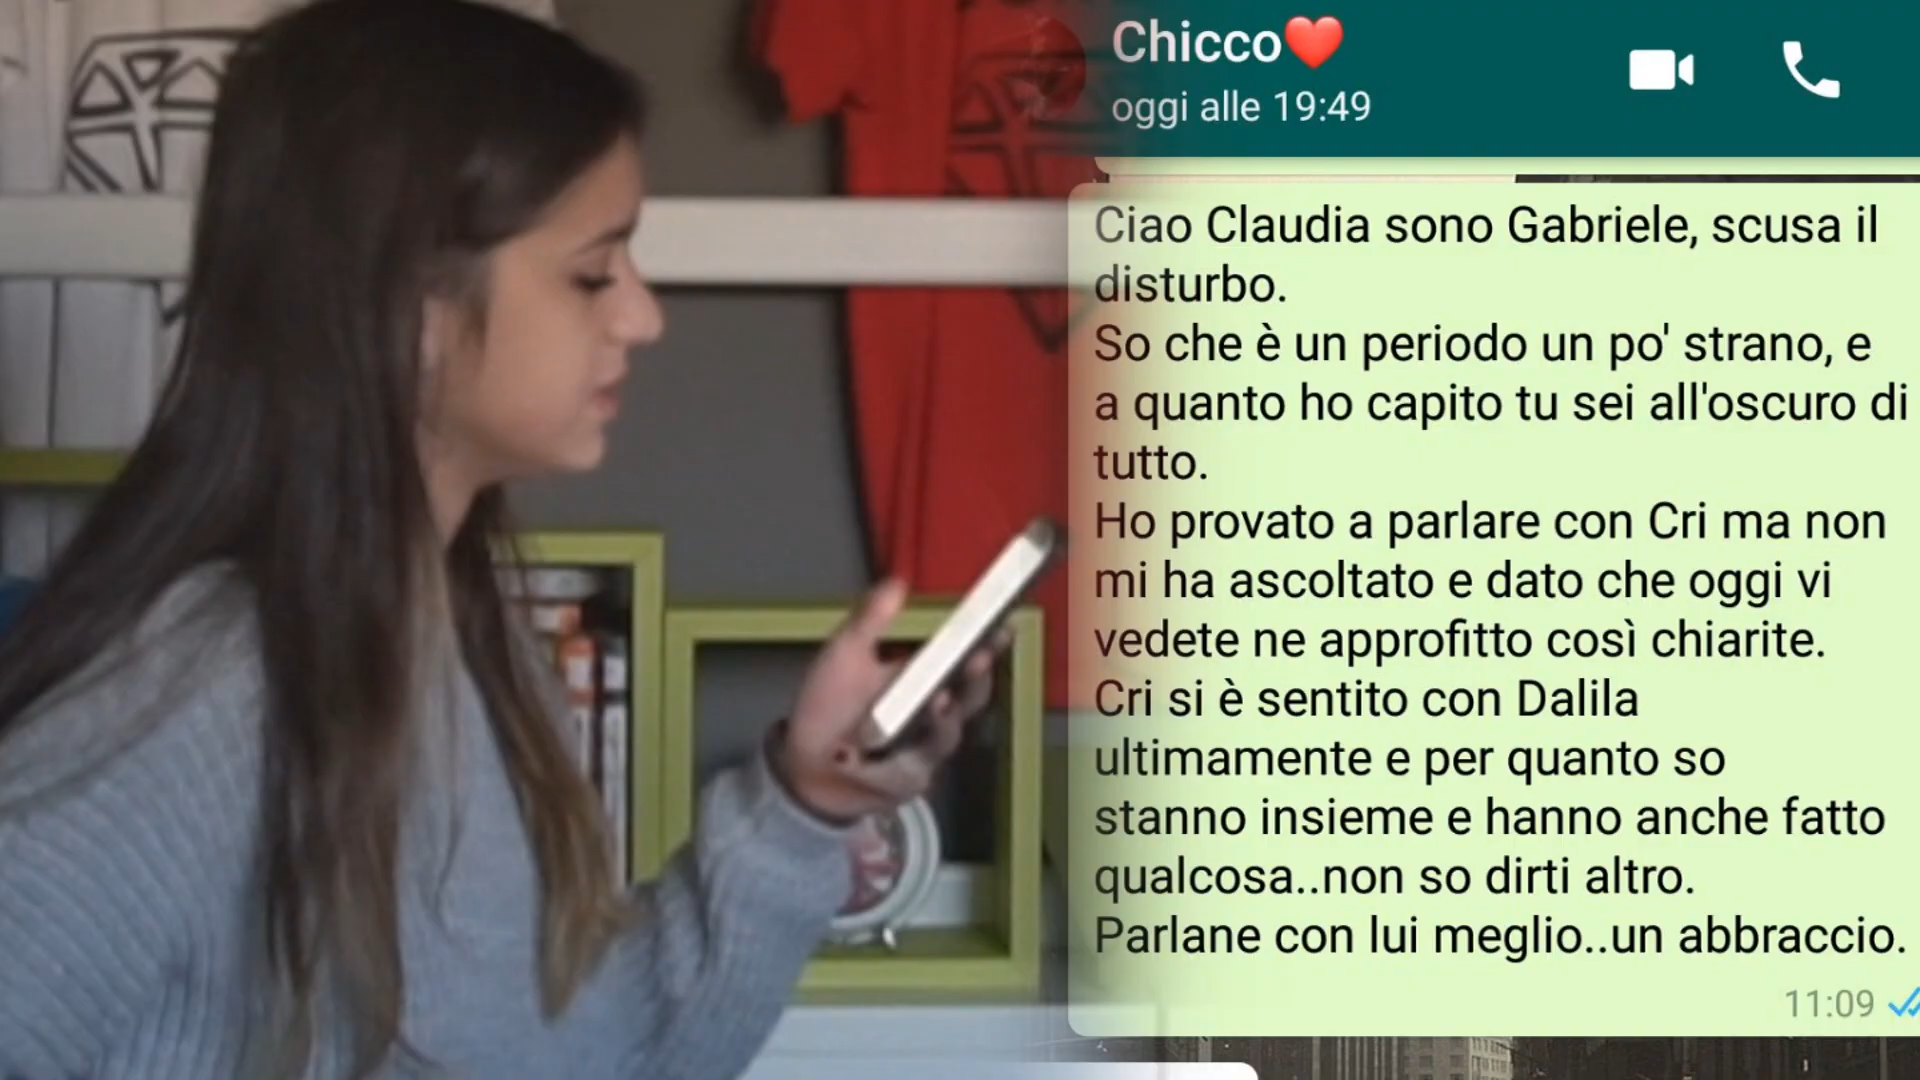 Chicco❤️
oggi alle 19:49
Ciao Claudia sono Gabriele, scusa il
disturbo.
So che è un periodo un po' strano, e
a quanto ho capito tu sei all'oscuro di
tutto.
Ho provato a parlare con Cri ma non
mi ha ascoltato e dato che oggi vi
vedete ne approfitto così chiarite.
Cri si è sentito con Dalila
ultimamente e per quanto so
stanno insieme e hanno anche fatto
qualcosa..non so dirti altro.
Parlane con lui meglio..un abbraccio.
11:09